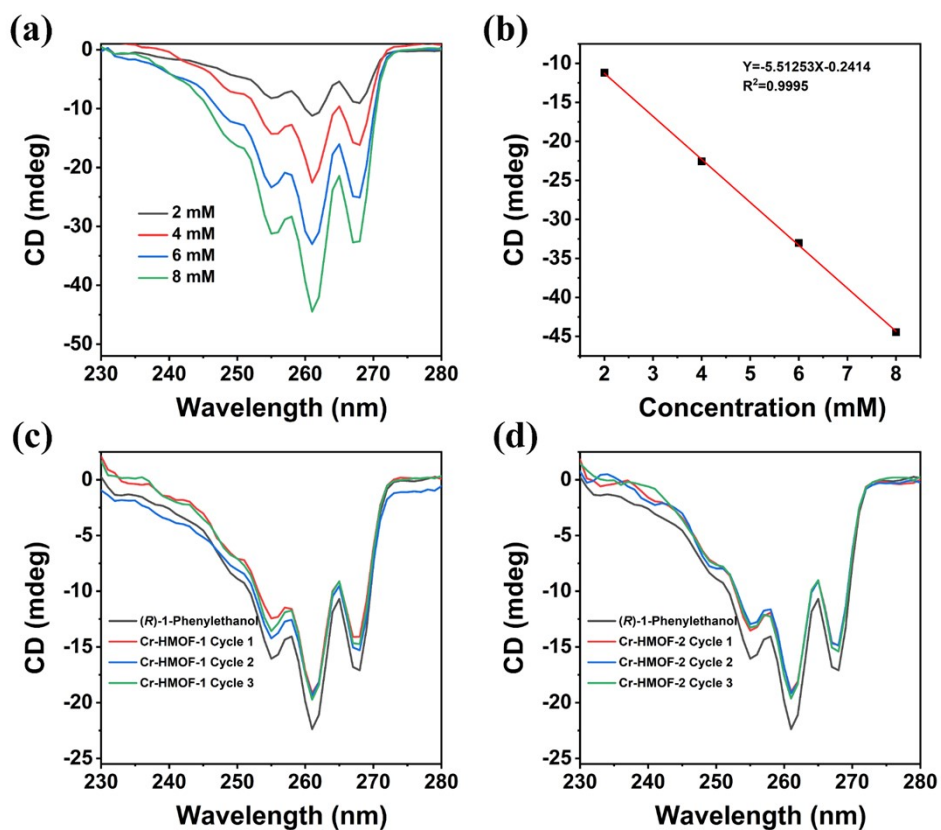 (a)
CD (mdeg)
0
-10
-20
-30
-40
-50
2 mM
4 mM
6 mM
8 mM
230 240 250 260 270 280
Wavelength (nm)
(b)
CD (mdeg)
-10
-15
-20
-25
-30
-35
-40
-45
Y=-5.51253X-0.2414
R²=0.9995
2 3 4 5 6 7 8
Concentration (mM)
(c)
CD (mdeg)
0
-5
-10
-15
-20
-25
(R)-1-Phenylethanol
Cr-HMOF-1 Cycle 1
Cr-HMOF-1 Cycle 2
Cr-HMOF-1 Cycle 3
230 240 250 260 270 280
Wavelength (nm)
(d)
CD (mdeg)
0
-5
-10
-15
-20
-25
(R)-1-Phenylethanol
Cr-HMOF-2 Cycle 1
Cr-HMOF-2 Cycle 2
Cr-HMOF-2 Cycle 3
230 240 250 260 270 280
Wavelength (nm)